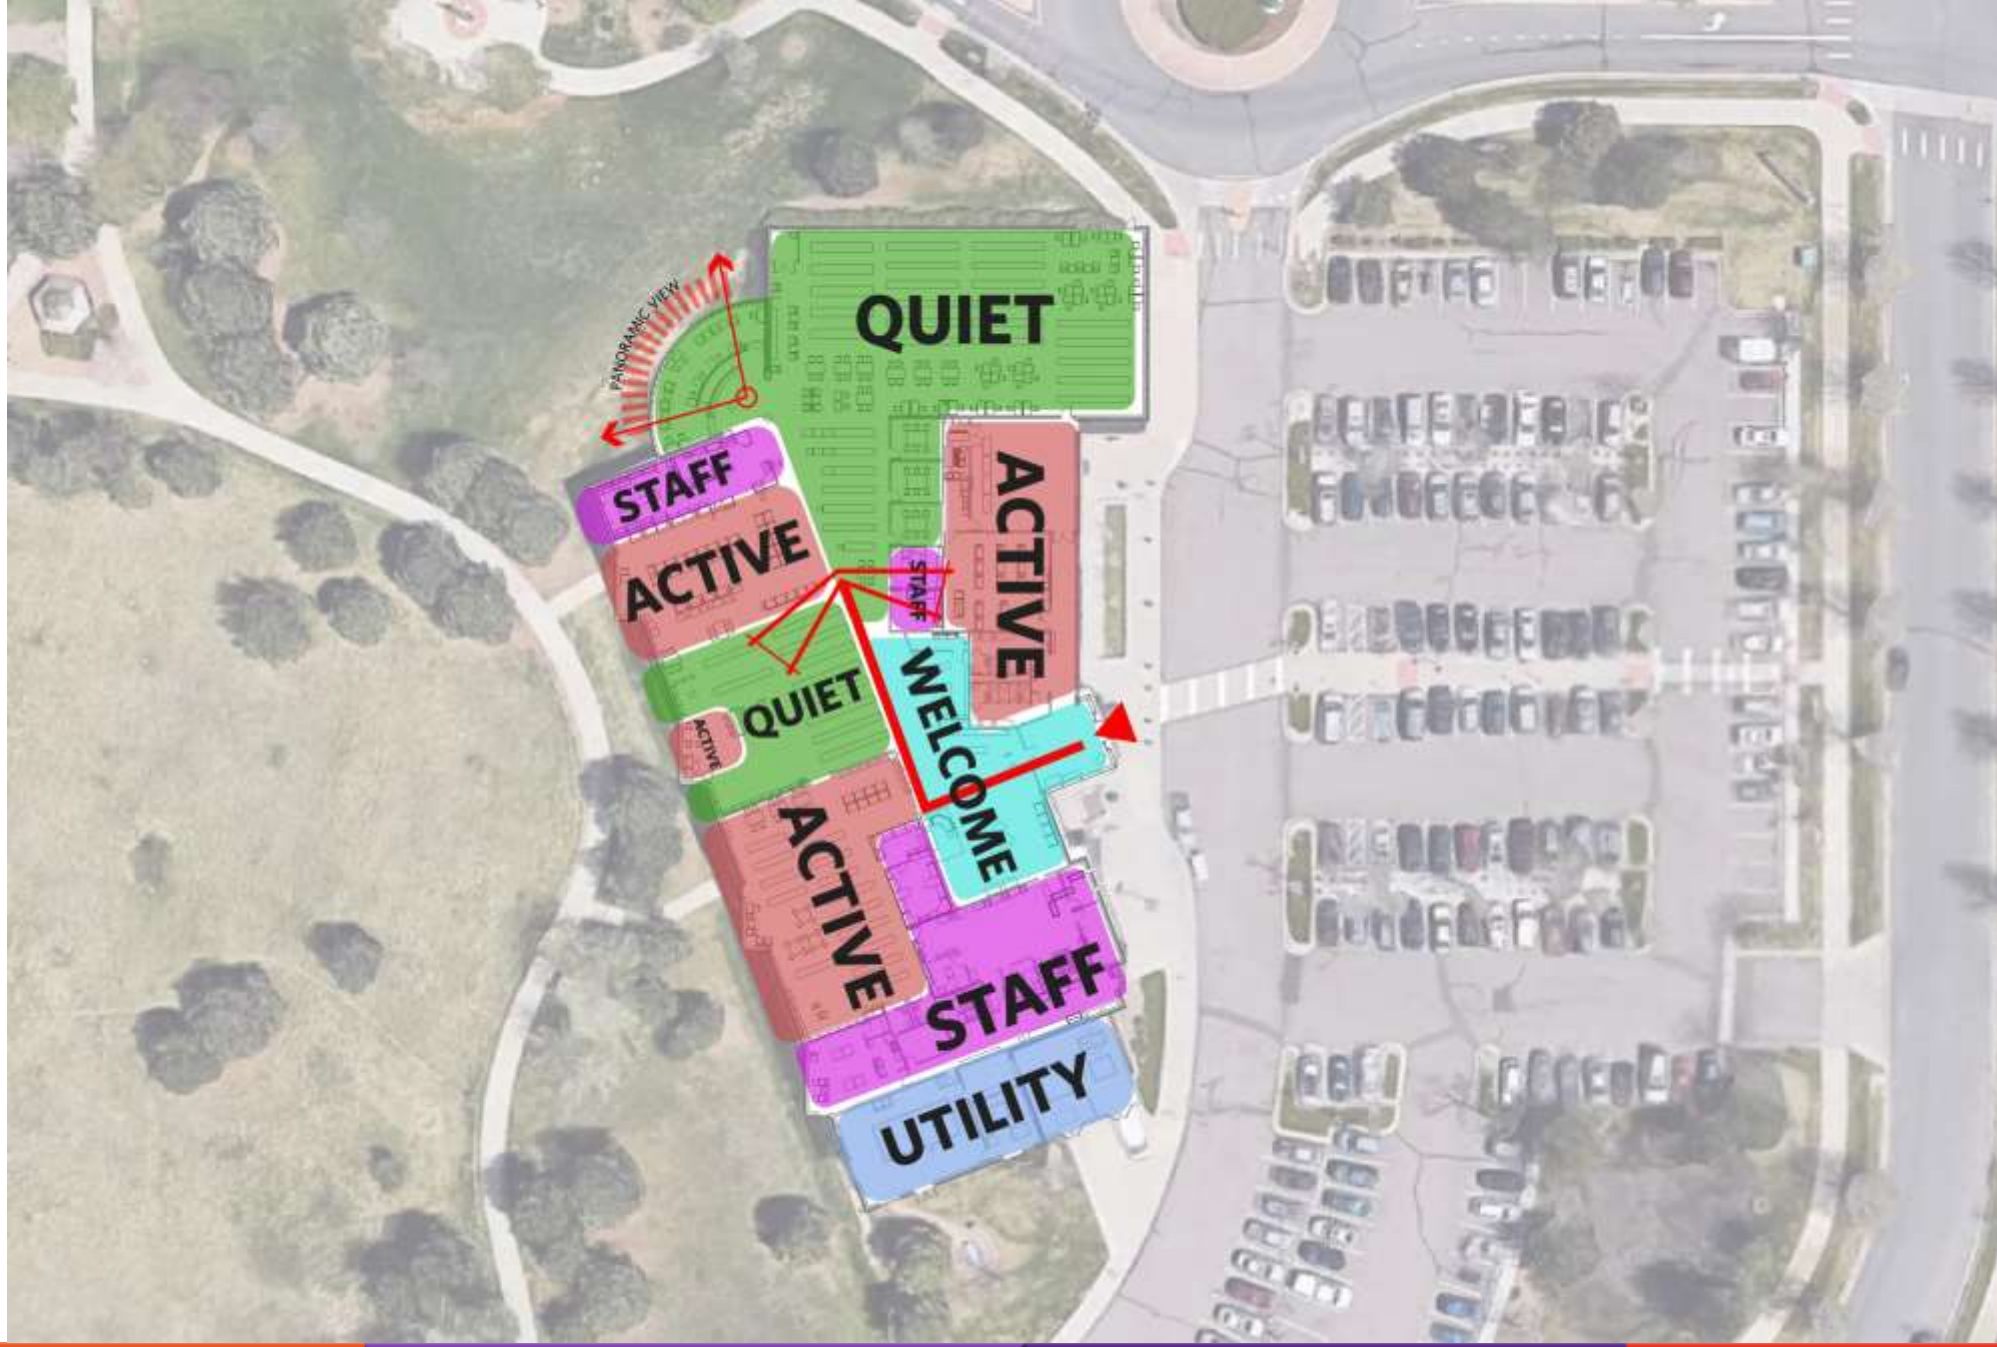 PANORAMIC VIEW
QUIET
STAFF
ACTIVE
ACTIVE
STAFF
QUIET
WELCOME
ACTIVE
ACTIVE
STAFF
UTILITY